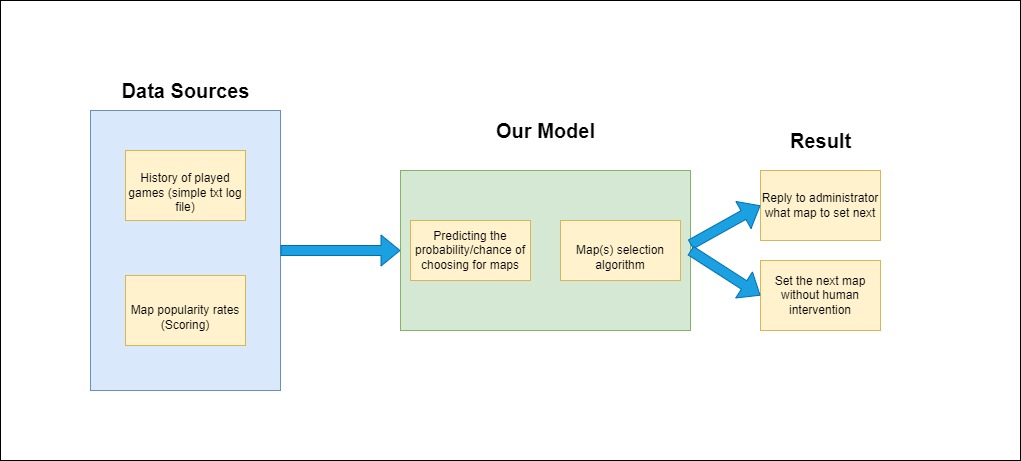 Data Sources
History of played
games (simple txt log
file)
Map popularity rates
(Scoring)
Our Model
Predicting the
probability/chance of
choosing for maps
Map(s) selection
algorithm
Result
Reply to administrator
what map to set next
Set the next map
without human
intervention